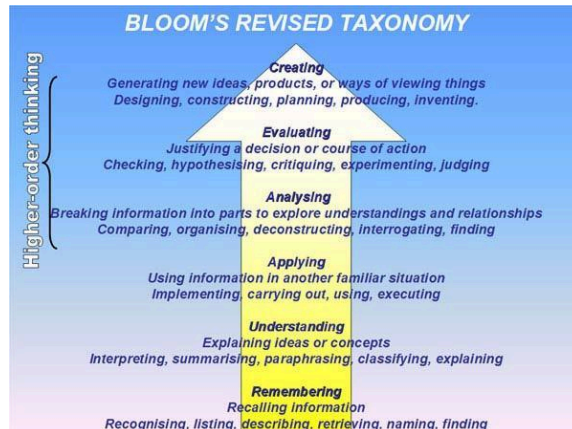 BLOOM'S REVISED TAXONOMY
Higher-order thinking
Creating
Generating new ideas, products, or ways of viewing things
Designing, constructing, planning, producing, inventing.
Evaluating
Justifying a decision or course of action
Checking, hypothesising, critiquing, experimenting, judging
Analysing
Breaking information into parts to explore understandings and relationships
Comparing, organising, deconstructing, interrogating, finding
Applying
Using information in another familiar situation
Implementing, carrying out, using, executing
Understanding
Explaining ideas or concepts
Interpreting, summarising, paraphrasing, classifying, explaining
Remembering
Recalling information
Recognising, listing, describing, retrieving, naming, finding